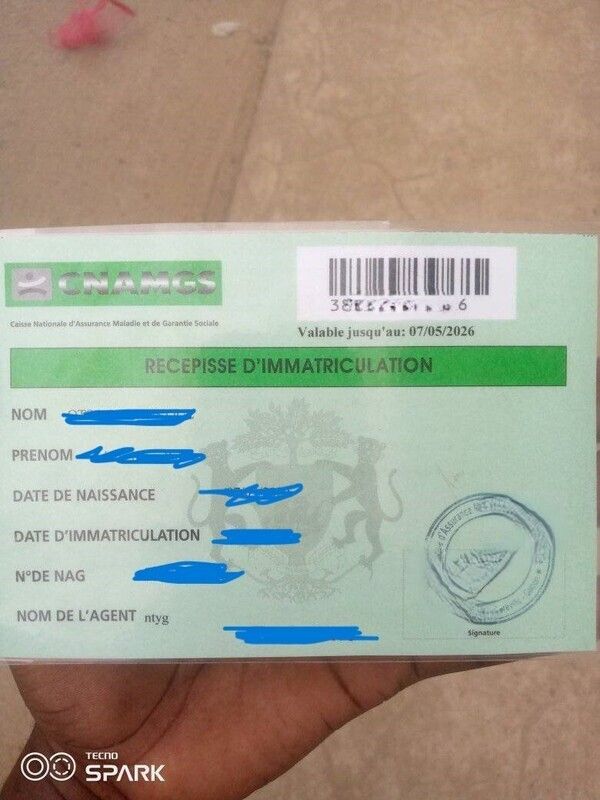 CNAMGS
Caisse Nationale d'Assurance Maladie et de Garantie Sociale
Valable jusqu'au: 07/05/2026
RECEPISSE D'IMMATRICULATION
NOM
PRENOM
DATE DE NAISSANCE
DATE D'IMMATRICULATION
N°DE NAG
NOM DE L'AGENT ntyg
Signature
TECNO
SPARK